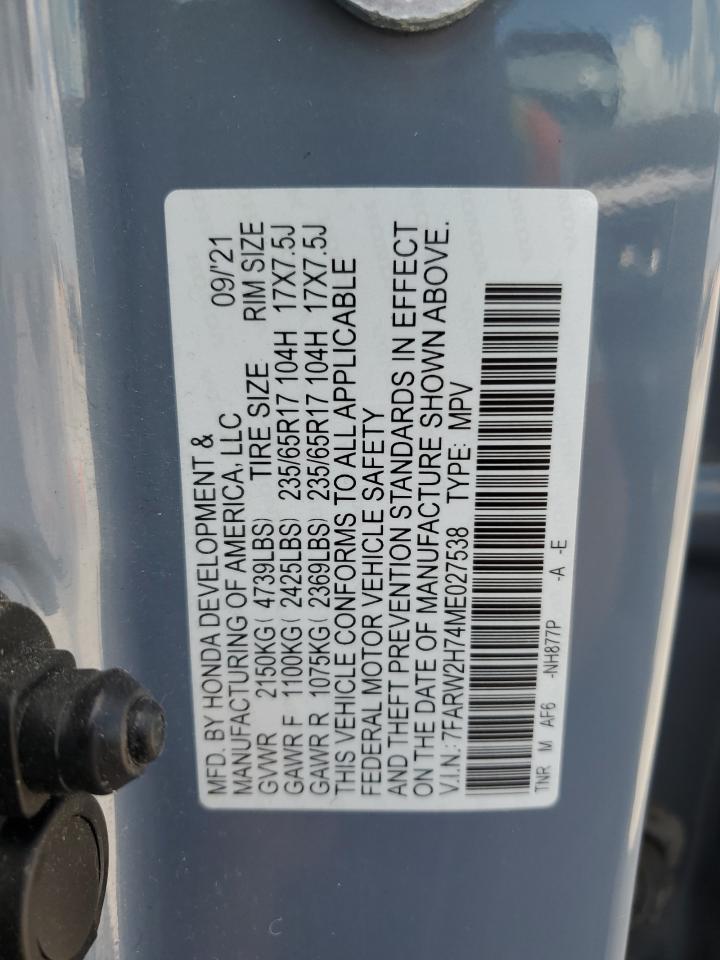 MFD. BY HONDA DEVELOPMENT &
MANUFACTURING OF AMERICA, LLC 09/'21
GVWR 2150KG( 4739LBS) TIRE SIZE RIM SIZE
GAWR F 1100KG( 2425LBS) 235/65R17 104H 17X7.5J
GAWR R 1075KG( 2369LBS) 235/65R17 104H 17X7.5J
THIS VEHICLE CONFORMS TO ALL APPLICABLE
FEDERAL MOTOR VEHICLE SAFETY
AND THEFT PREVENTION STANDARDS IN EFFECT
ON THE DATE OF MANUFACTURE SHOWN ABOVE.
V.I.N.: 7FARW2H74ME027538 TYPE: MPV
TNR M AF6 -NH877P -A -E